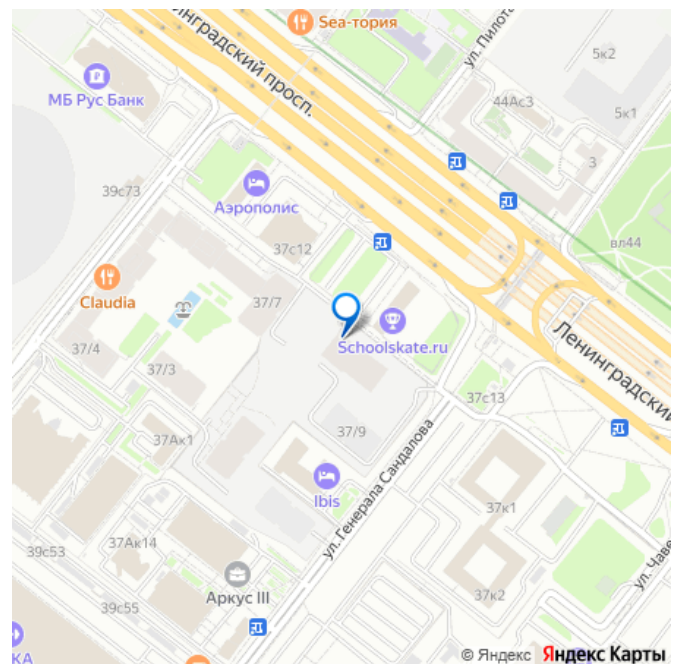 Sea-тория
ул. Пилота
5к2
Ленинградский просп.
МБ Рус Банк
44Ас3
5к1
3
39с73
Аэрополис
вл44
37с12
Claudia
37/7
Schoolskate.ru
Ленинградский
37/4
37/3
37с13
37/9
37Ак1
ул. Генерала Сандалова
Ibis
37к1
39с53
37Ак14
ул. Чаве
Аркус III
37к2
39с55
КА
© Яндекс Яндекс Карты